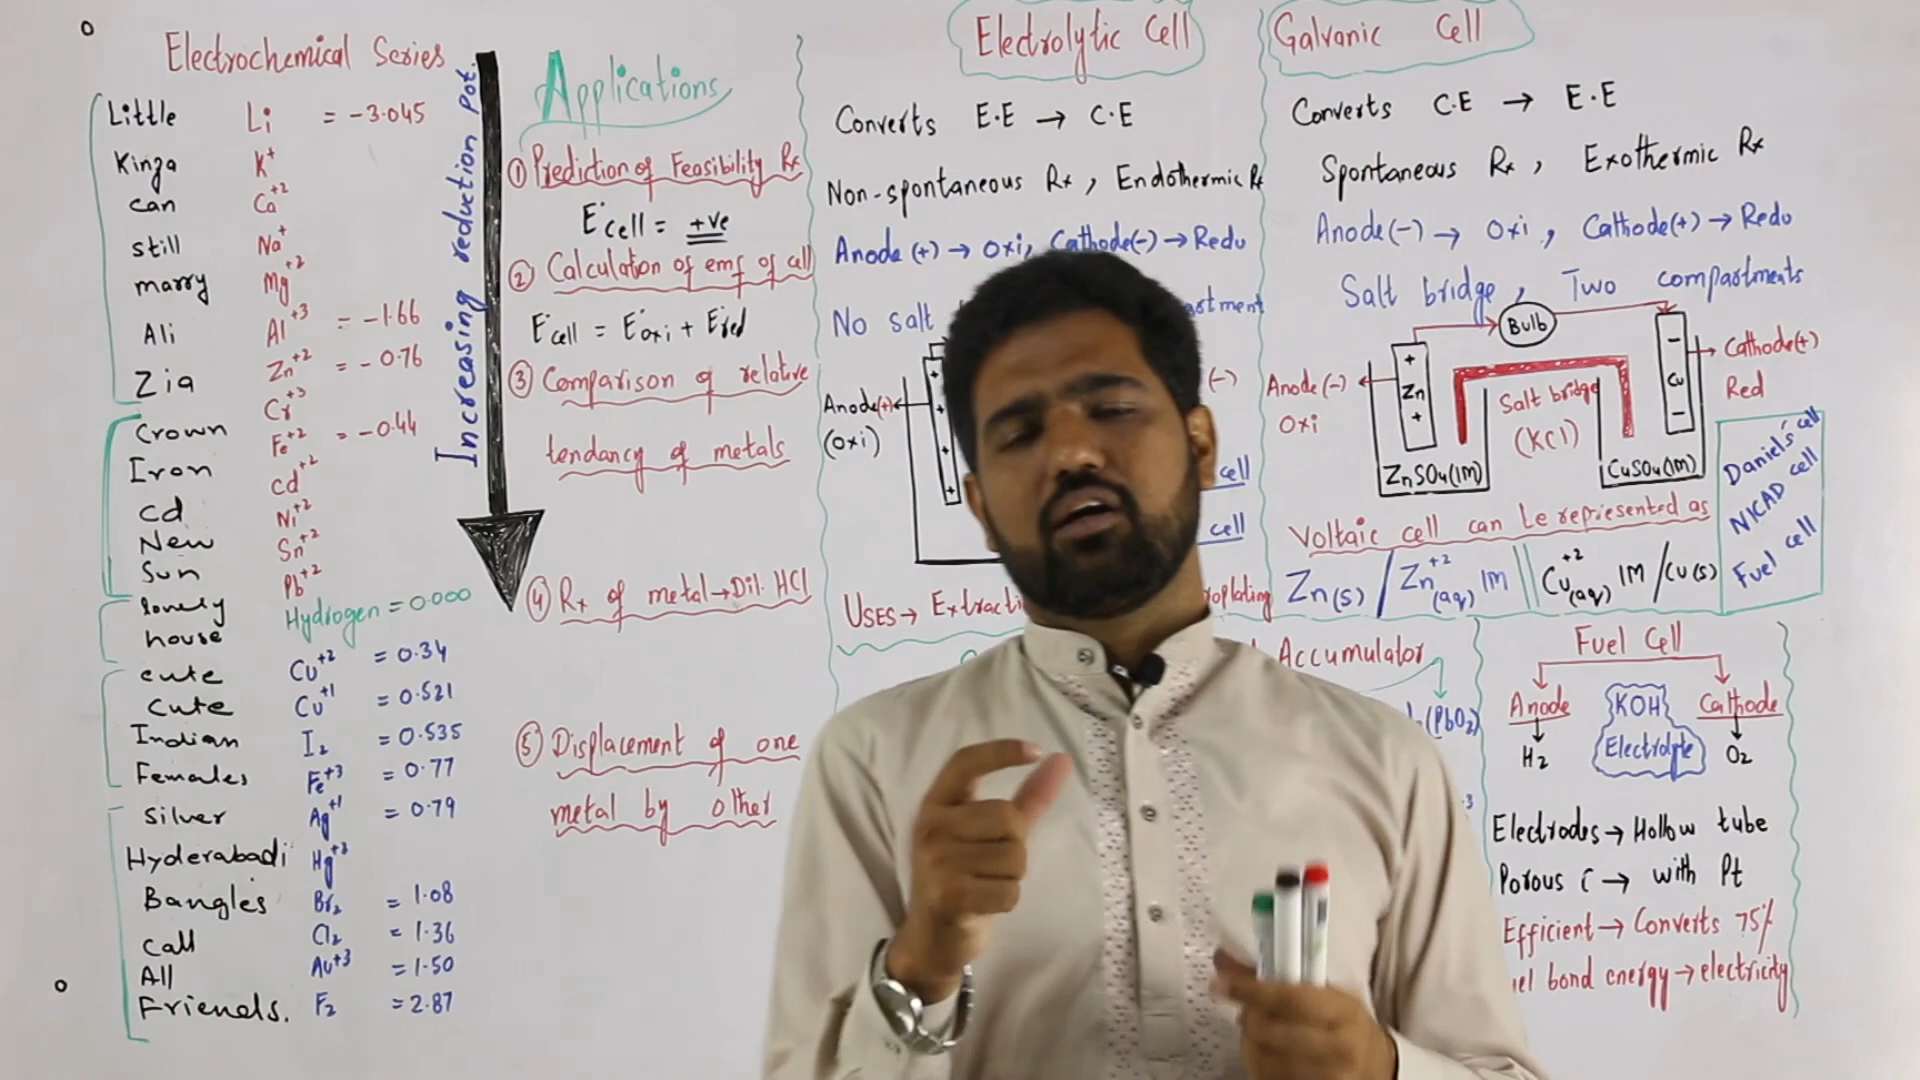 Electrochemical Series
Little Li = -3.045
Kinza K+
can Ca+2
still Na+
marry Mg+2
Ali Al+3 = -1.66
Zia Zn+2 = -0.76
Cr+3
Crown Fe+2 = -0.44
Iron Cd+2
Cd Ni+2
New Sn+2
Sun Pb+2
lovely Hydrogen = 0.000
house
cute Cu+2 = 0.34
Cute Cu+1 = 0.521
Indian I2 = 0.535
Females Fe+3 = 0.77
Silver Ag+1 = 0.79
Hyderabadi Hg+3
Bangles Br2 = 1.08
Call Cl2 = 1.36
All Au+3 = 1.50
Friends. F2 = 2.87
Increasing reduction pot.
Applications
① Prediction of Feasibility Rx
E°cell = +ve
② Calculation of emf of cell
E°cell = E°oxi + E°red
③ Comparison of relative
tendancy of metals
④ Rx of metal → Dil. HCl
⑤ Displacement of one
metal by other
Electrolytic Cell
Converts E.E → C.E
Non-spontaneous Rx, Endothermic Rx
Anode (+) → Oxi, Cathode(-) → Redu
No salt
Anode(+)
(Oxi)
(-)
cell
cell
USES → 
Galvanic Cell
Converts C.E → E.E
Spontaneous Rx, Exothermic Rx
Anode(-) → Oxi, Cathode(+) → Redu
Salt bridge, Two compartments
Bulb
Anode(-)
Oxi
+
Zn
+
Salt bridge
(KCl)
-
Cu
-
Cathode(+)
Red
ZnSO4(1M)
CuSO4(1M)
Daniels' cell
NICAD cell
Fuel cell
Voltaic cell can be represented as
Zn(s) / Zn+2(aq) 1M || Cu+2(aq) 1M / Cu(s)
Accumulator
(PbO2)
Fuel Cell
Anode
H2
KOH
Electrolyte
Cathode
O2
Electrodes → Hollow tube
Porous C → with Pt
Efficient → Converts 75%
bond energy → electricity